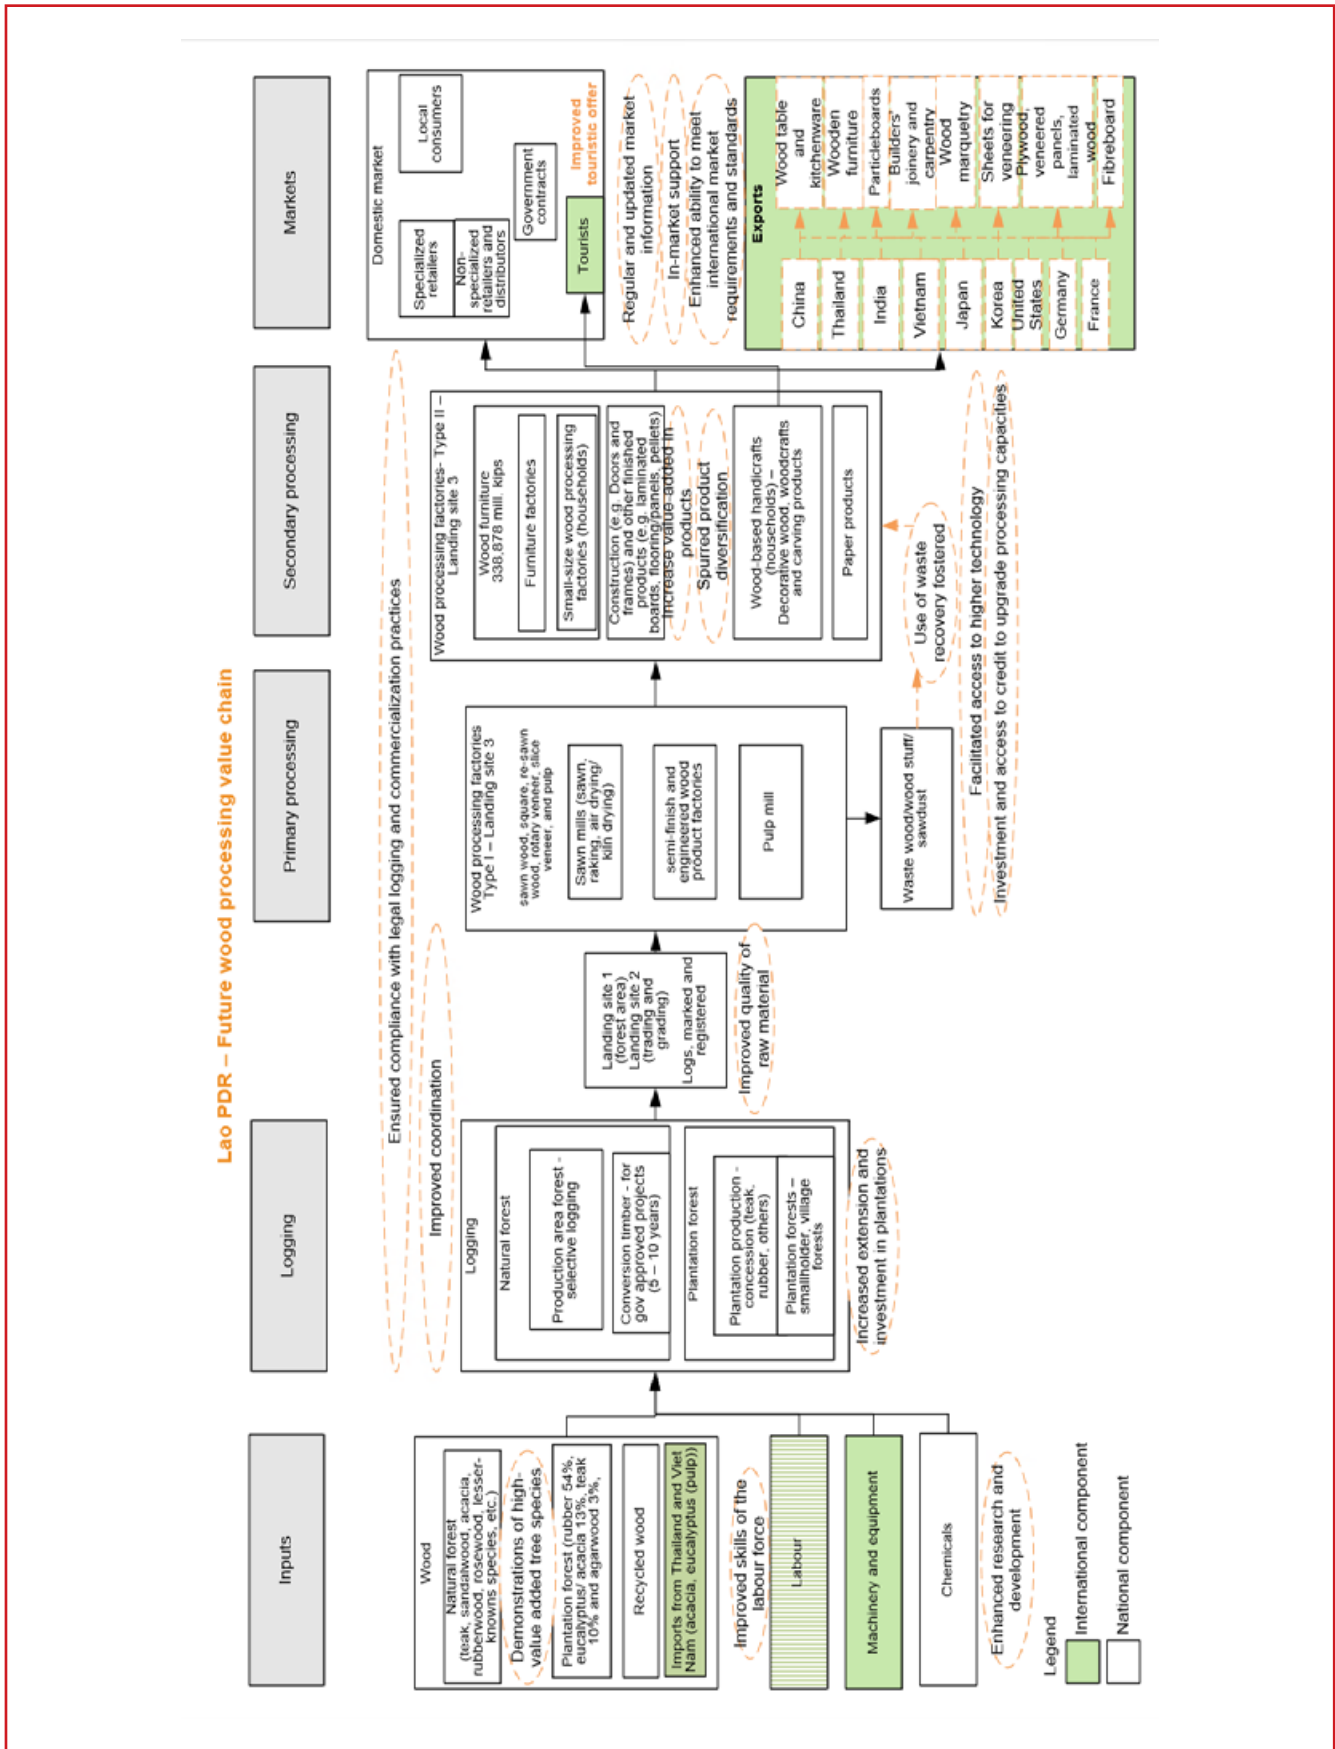 Lao PDR – Future wood processing value chain
Inputs
Logging
Primary processing
Secondary processing
Markets
Ensured compliance with legal logging and commercialization practices
Improved coordination
Wood
Natural forest
(teak, sandalwood, acacia,
rubberwood, rosewood, lesser-
knowns species, etc.)
Demonstrations of high-
value added tree species
Plantation forest (rubber 54%,
eucalyptus/ acacia 13%, teak
10% and agarwood 3%,
Recycled wood
Imports from Thailand and Viet
Nam (acacia, eucalyptus (pulp))
Improved skills of the
labour force
Labour
Machinery and equipment
Chemicals
Enhanced research and
development
Legend
International component
National component
Logging
Natural forest
Production area forest -
selective logging
Conversion timber - for
gov approved projects
(5 – 10 years)
Plantation forest
Plantation production -
concession (teak,
rubber, others)
Plantation forests –
smallholder, village
forests
Increased extension and
investment in plantations
Landing site 1
(forest area)
Landing site 2
(trading and
grading)
Logs, marked and
registered
Improved quality of
raw material
Wood processing factories
Type I – Landing site 3
sawn wood, square, re-sawn
wood, rotary veneer, slice
veneer, and pulp
Sawn mills (sawn,
raking, air drying/
kiln drying)
semi-finish and
engineered wood
product factories
Pulp mill
Waste wood/wood stuff/
sawdust
Use of waste
recovery fostered
Facilitated access to higher technology
Investment and access to credit to upgrade processing capacities
Wood processing factories- Type II –
Landing site 3
Wood furniture
338,878 mill. kips
Furniture factories
Small-size wood processing
factories (households)
Construction (e.g. Doors and
frames) and other finished
products (e.g. laminated
boards, flooring/panels, pellets)
Increase value added in
products
Spurred product
diversification
Wood-based handicrafts
(households) –
Decorative wood, woodcrafts
and carving products
Paper products
Domestic market
Local
consumers
Specialized
retailers
Non-
specialized
retailers and
distributors
Government
contracts
Tourists
Improved
touristic offer
Regular and updated market
information
In-market support
Enhanced ability to meet
international market
requirements and standards
Exports
China
Thailand
India
Vietnam
Japan
Korea
United
States
Germany
France
Wood table
and
kitchenware
Wooden
furniture
Particleboards
Builders'
joinery and
carpentry
Wood
marquetry
Sheets for
veneering
Plywood,
veneered
panels,
laminated
wood
Fibreboard